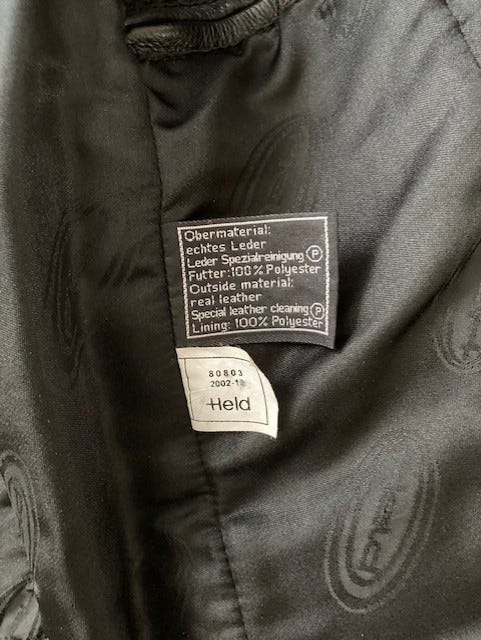 Obermaterial:
echtes Leder
Leder Spezialreinigung Ⓟ
Futter:100% Polyester
Outside material:
real leather
Special leather cleaning Ⓟ
Lining: 100% Polyester
80803
Held